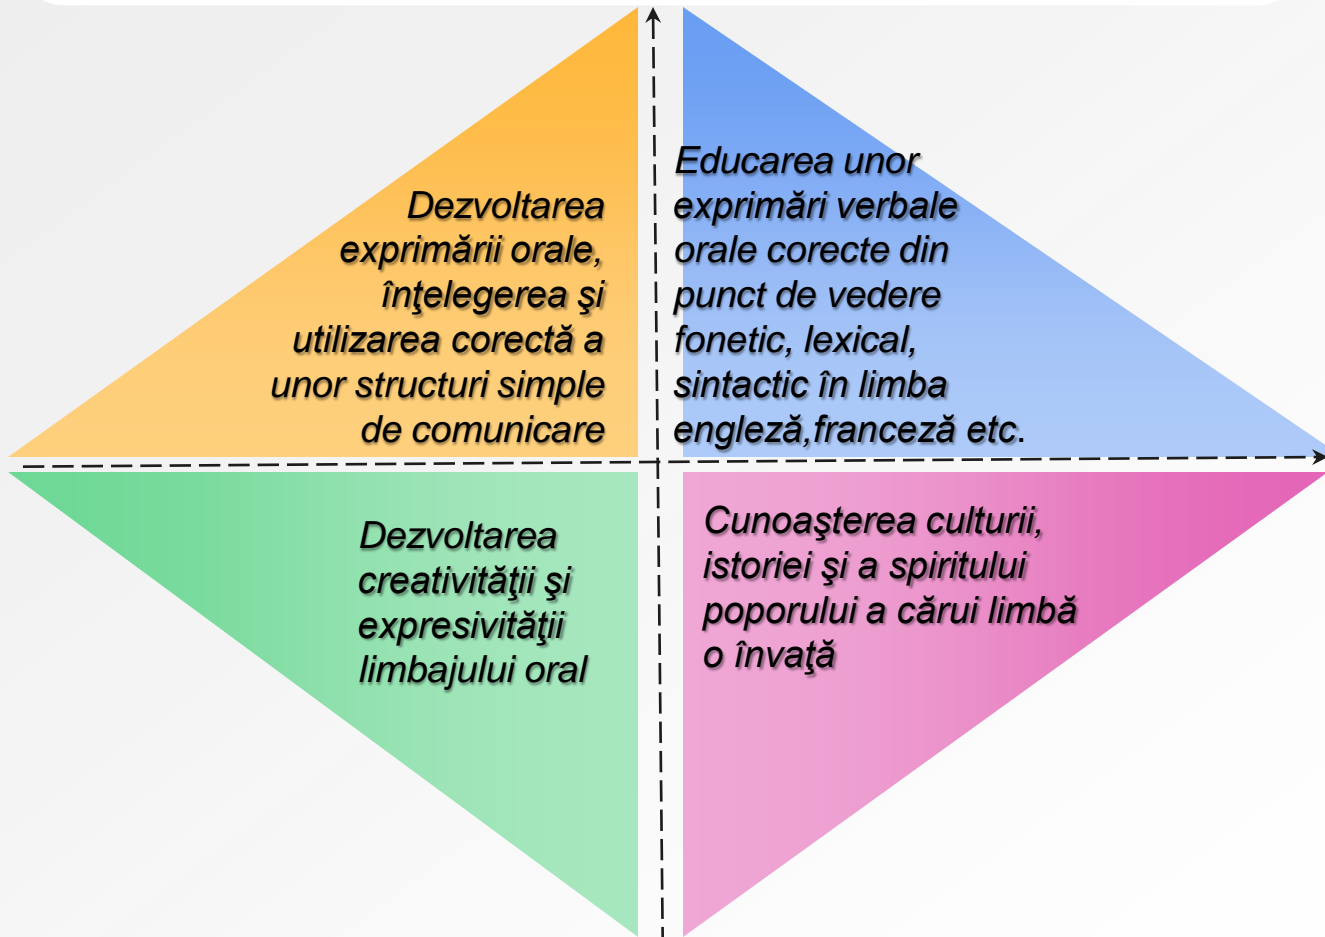 Dezvoltarea
exprimării orale,
înţelegerea şi
utilizarea corectă a
unor structuri simple
de comunicare
Educarea unor
exprimări verbale
orale corecte din
punct de vedere
fonetic, lexical,
sintactic în limba
engleză,franceză etc.
Dezvoltarea
creativităţii şi
expresivităţii
limbajului oral
Cunoaşterea culturii,
istoriei şi a spiritului
poporului a cărui limbă
o învaţă